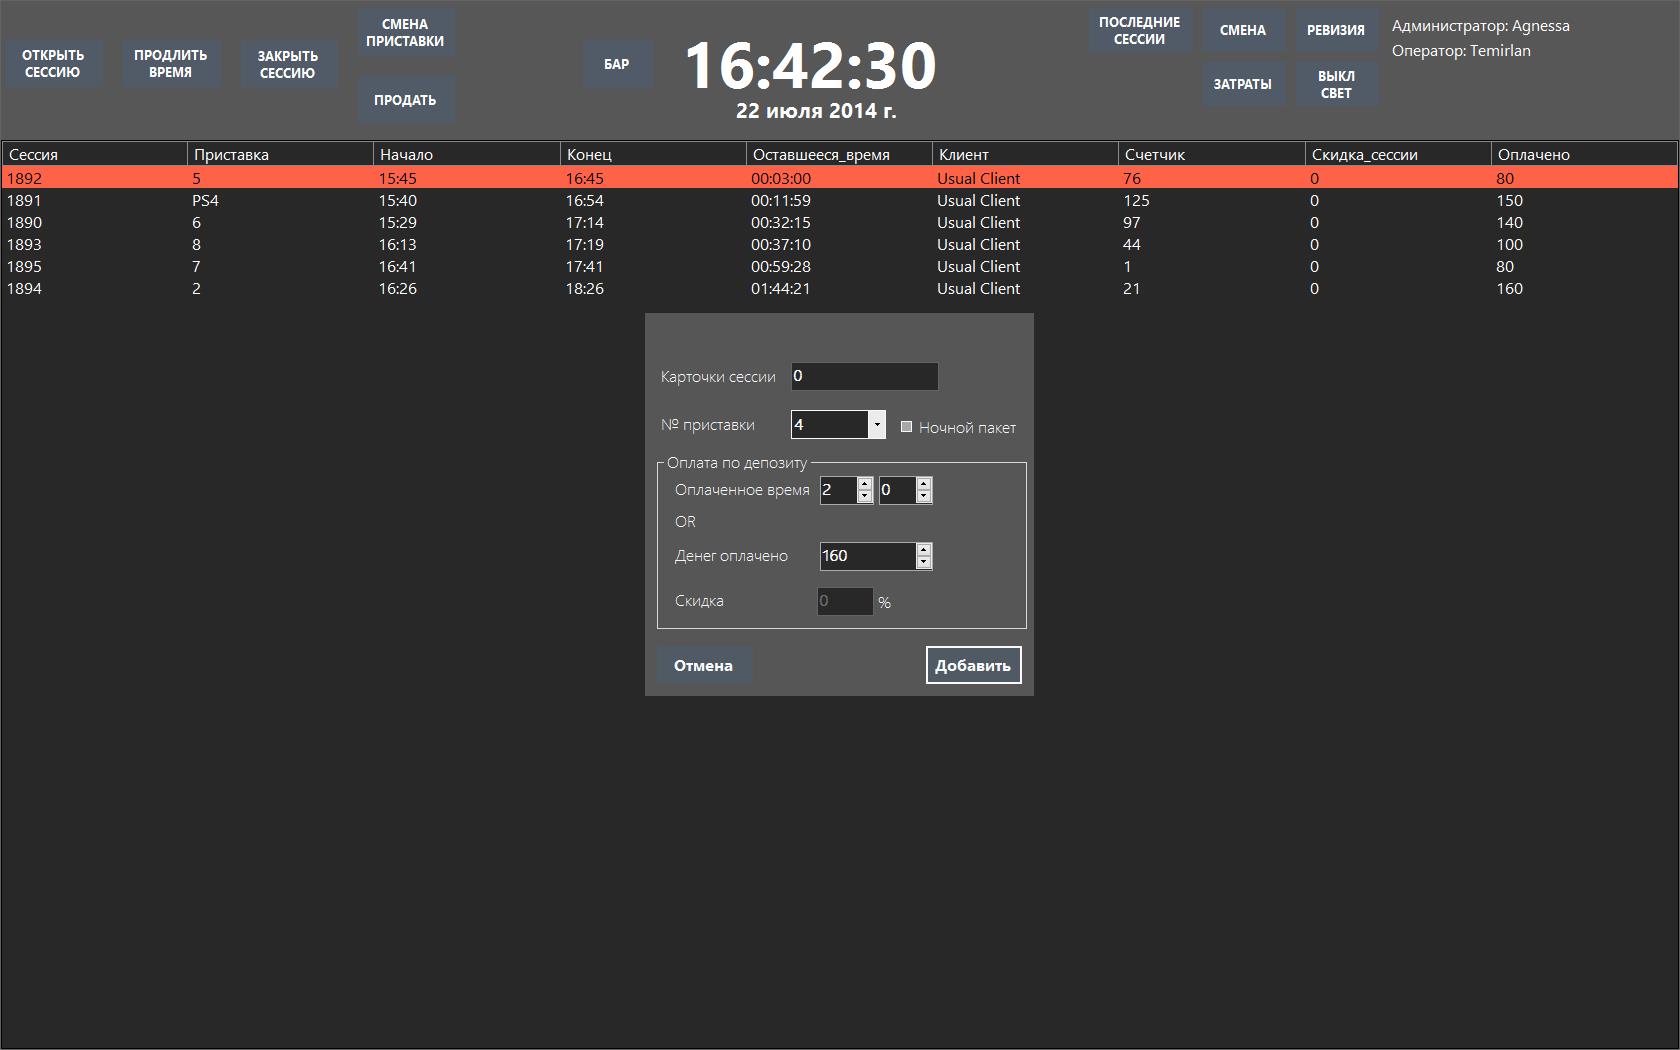 ОТКРЫТЬ
СЕССИЮ
ПРОДЛИТЬ
ВРЕМЯ
ЗАКРЫТЬ
СЕССИЮ
СМЕНА
ПРИСТАВКИ
ПРОДАТЬ
БАР
16:42:30
22 июля 2014 г.
ПОСЛЕДНИЕ
СЕССИИ
СМЕНА
РЕВИЗИЯ
ЗАТРАТЫ
ВЫКЛ
СВЕТ
Администратор: Agnessa
Оператор: Temirlan
Сессия Приставка Начало Конец Оставшееся_время Клиент Счетчик Скидка_сессии Оплачено
1892 5 15:45 16:45 00:03:00 Usual Client 76 0 80
1891 PS4 15:40 16:54 00:11:59 Usual Client 125 0 150
1890 6 15:29 17:14 00:32:15 Usual Client 97 0 140
1893 8 16:13 17:19 00:37:10 Usual Client 44 0 100
1895 7 16:41 17:41 00:59:28 Usual Client 1 0 80
1894 2 16:26 18:26 01:44:21 Usual Client 21 0 160
Карточки сессии 0
№ приставки 4 Ночной пакет
Оплата по депозиту
Оплаченное время 2 0
OR
Денег оплачено 160
Скидка 0 %
Отмена Добавить